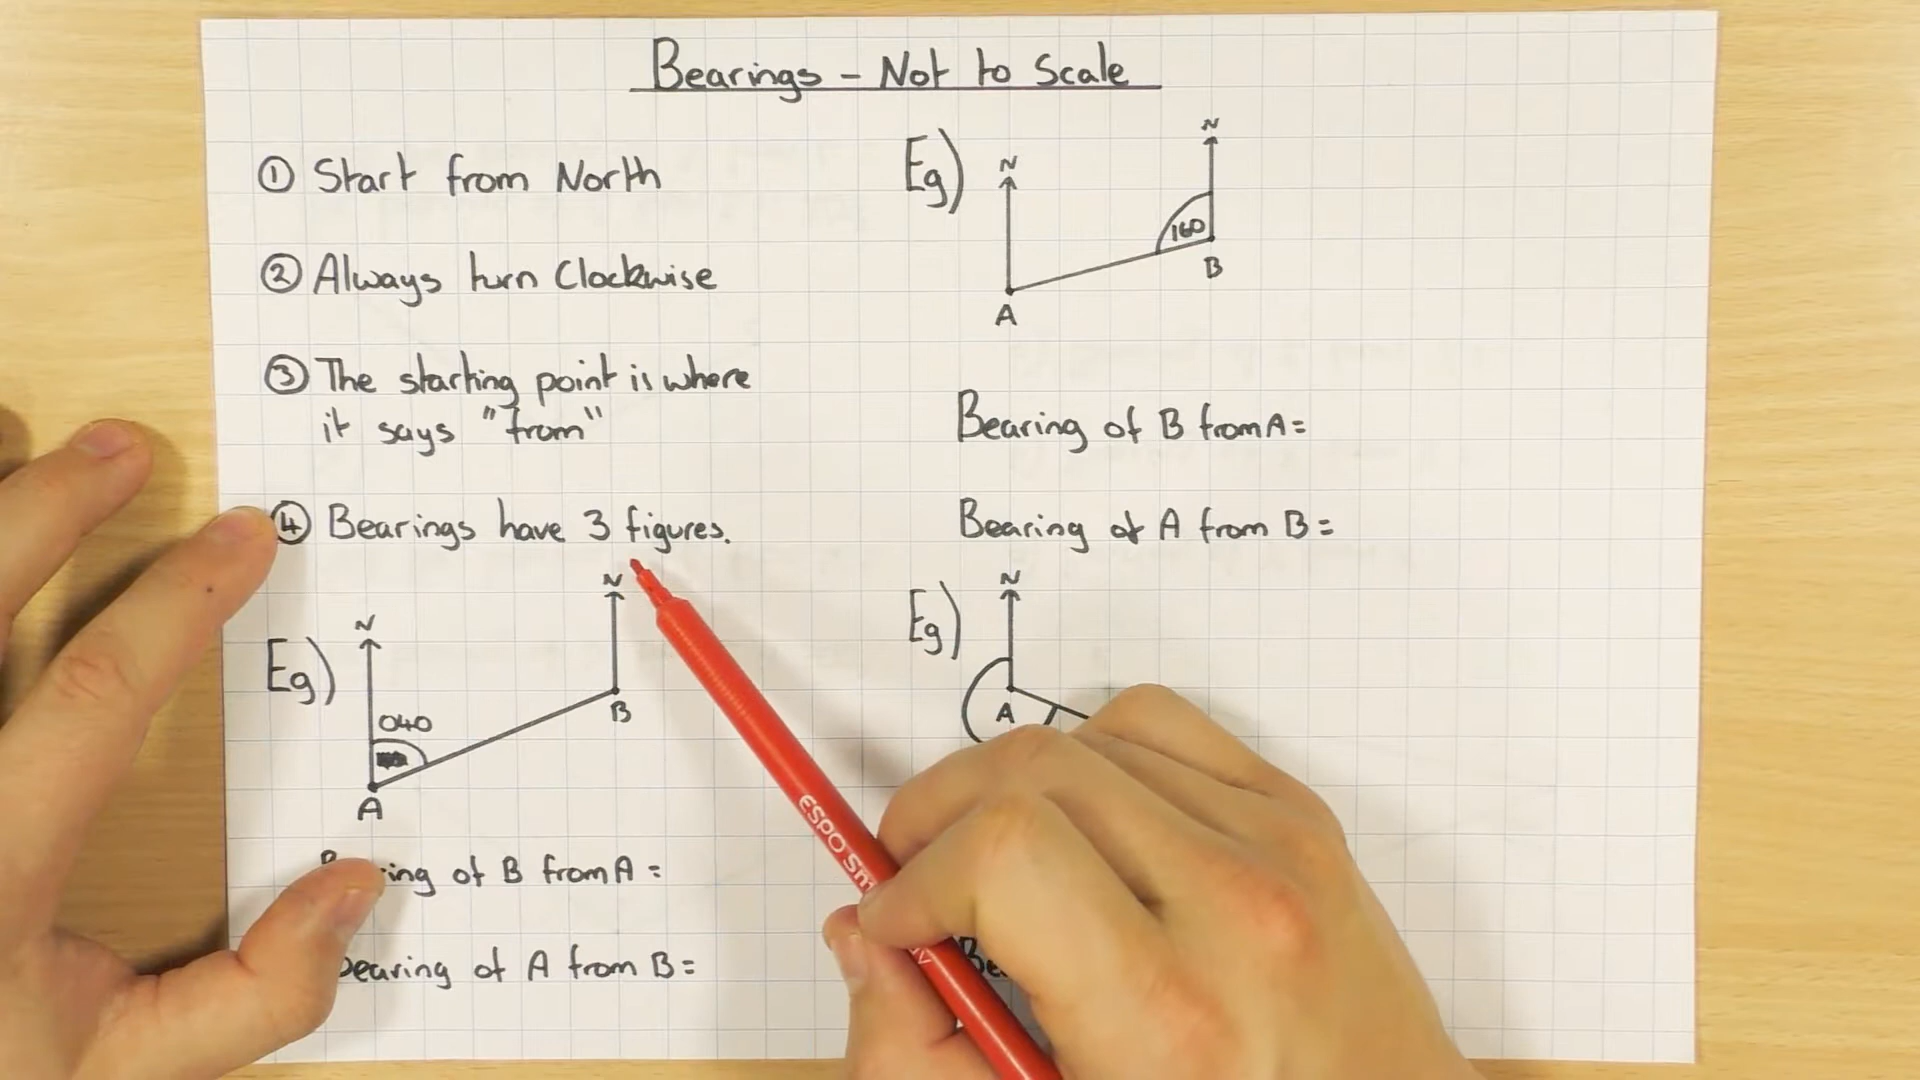 Bearings - Not to Scale
① Start from North
② Always turn Clockwise
③ The starting point is where
it says "from"
④ Bearings have 3 figures.
Eg)
N
N
040
A
B
of B from A =
Bearing of A from B =
Eg)
N
N
160
A
B
Bearing of B from A =
Bearing of A from B =
Eg)
N
A
ESPO